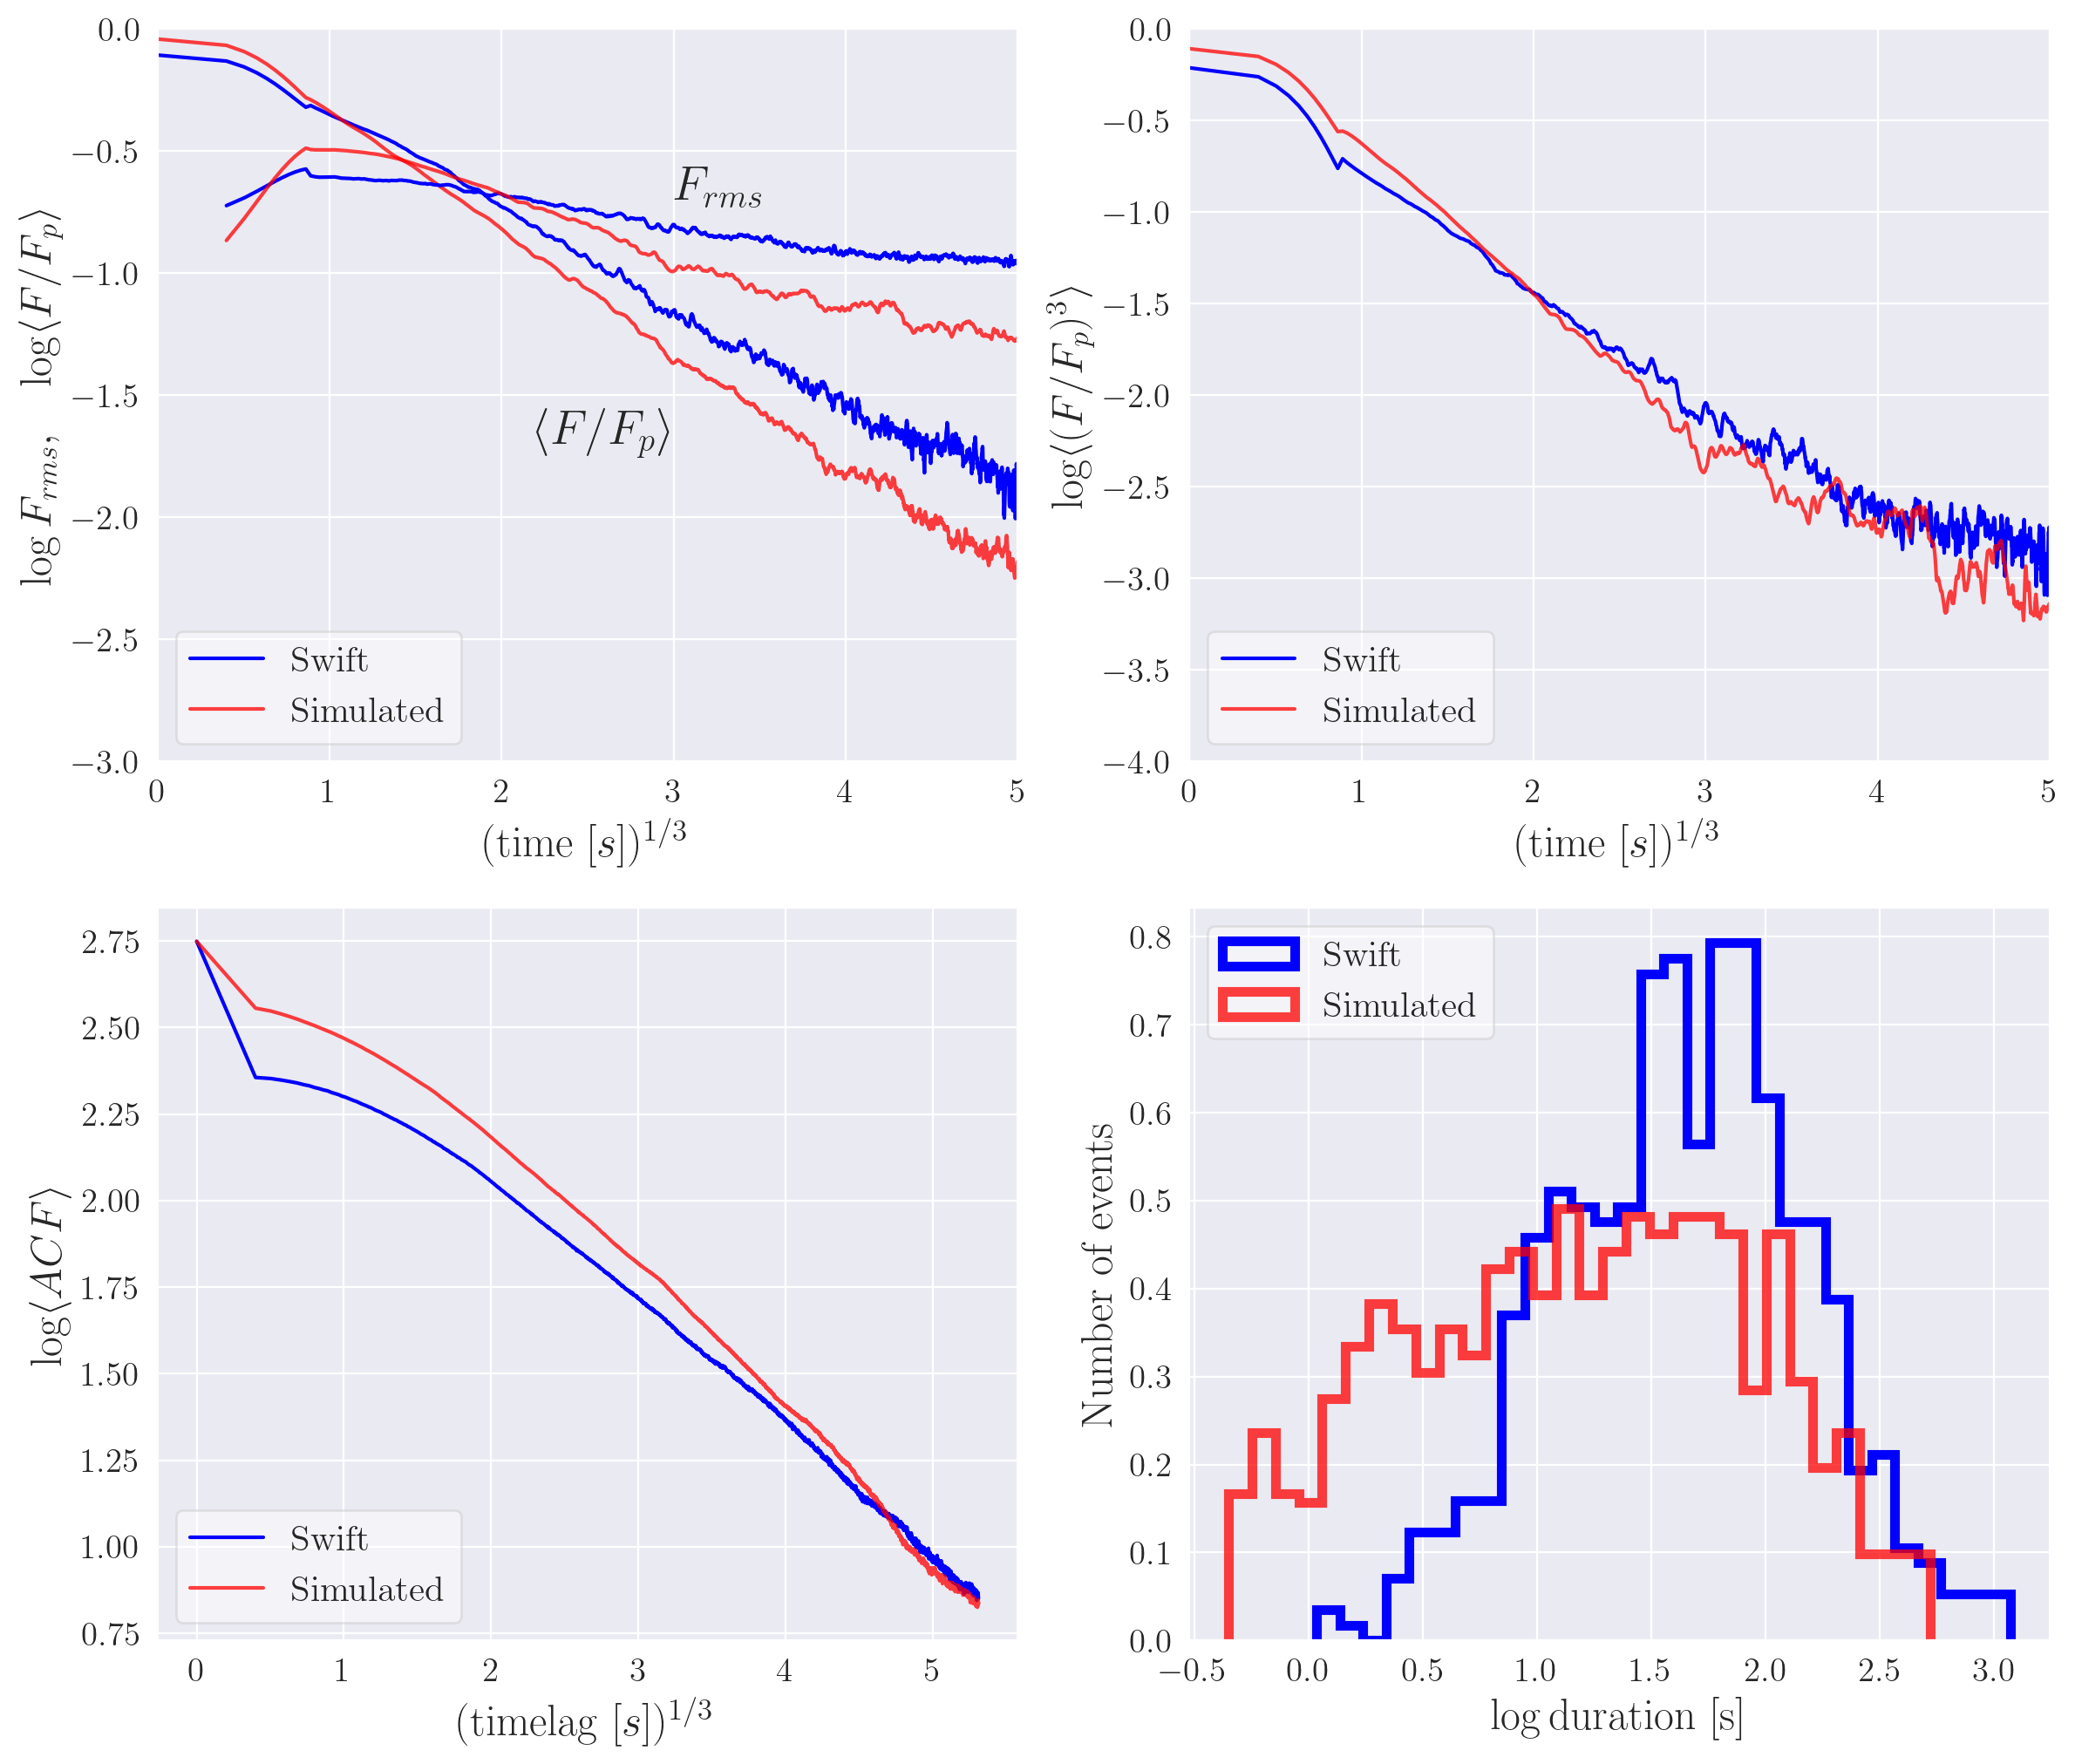 0.0
−0.5
−1.0
−1.5
−2.0
−2.5
−3.0
log F_rms, log⟨F/F_p⟩
F_rms
⟨F/F_p⟩
Swift
Simulated
0 1 2 3 4 5
(time [s])^{1/3}
0.0
−0.5
−1.0
−1.5
−2.0
−2.5
−3.0
−3.5
−4.0
log⟨(F/F_p)^3⟩
Swift
Simulated
0 1 2 3 4 5
(time [s])^{1/3}
2.75
2.50
2.25
2.00
1.75
1.50
1.25
1.00
0.75
log⟨ACF⟩
Swift
Simulated
0 1 2 3 4 5
(timelag [s])^{1/3}
0.8
0.7
0.6
0.5
0.4
0.3
0.2
0.1
0.0
Number of events
Swift
Simulated
−0.5 0.0 0.5 1.0 1.5 2.0 2.5 3.0
log duration [s]